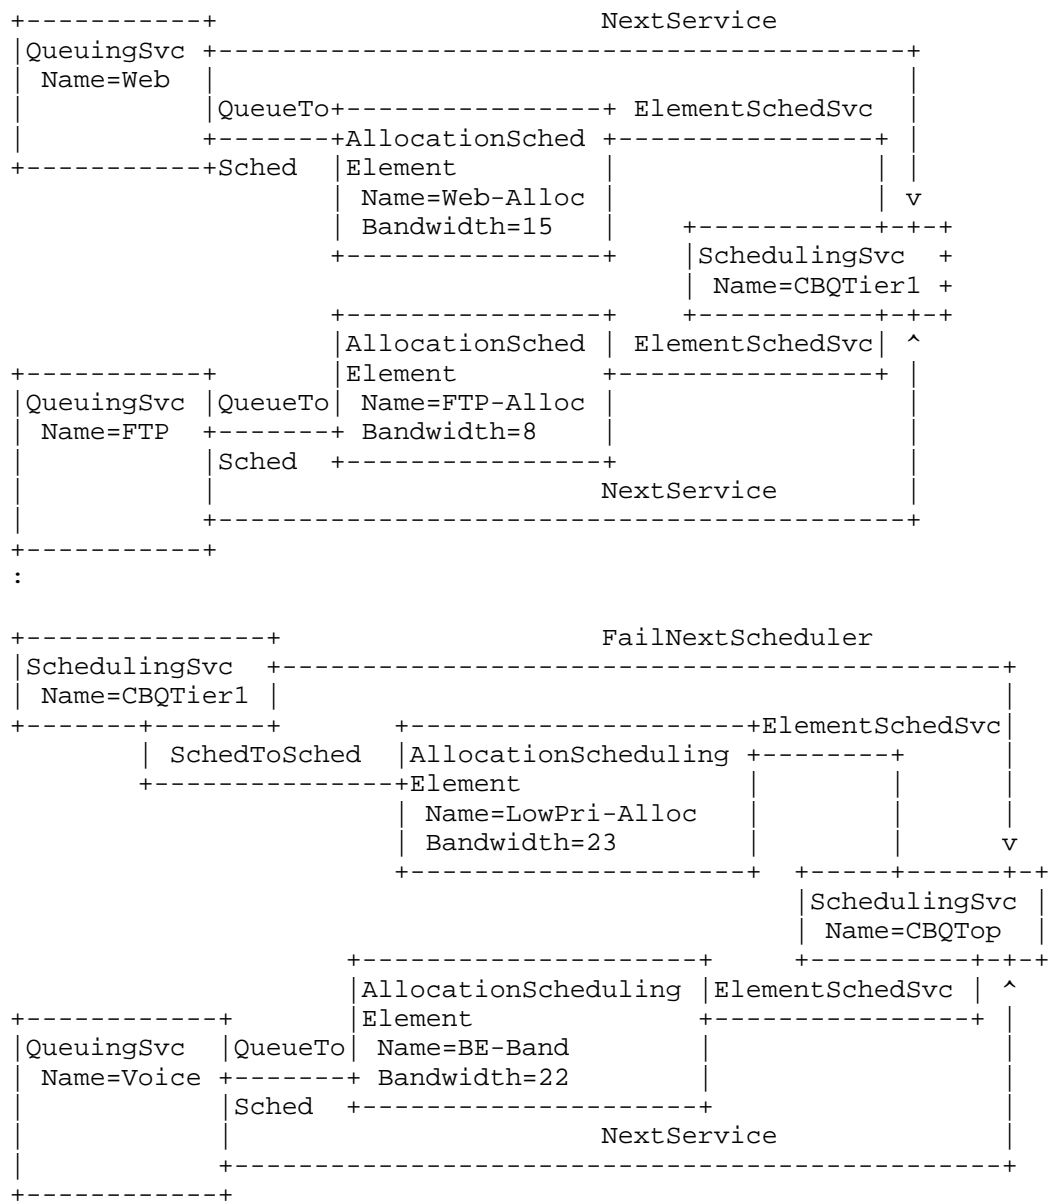 +-----------+                                NextService
|QueuingSvc +-------------------------------------------+
| Name=Web  |                                           |
|           |QueueTo+----------------+ ElementSchedSvc  |
|           +-------+AllocationSched +----------------+ |
+-----------+Sched  |Element         |                | |
                    | Name=Web-Alloc |                | v
                    | Bandwidth=15   |    +-----------+-+-+
                    +----------------+    |SchedulingSvc  +
                                          | Name=CBQTier1 +
                    +----------------+    +-----------+-+-+
                    |AllocationSched | ElementSchedSvc| ^
+-----------+       |Element         +----------------+ |
|QueuingSvc |QueueTo| Name=FTP-Alloc |                  |
| Name=FTP  +-------+ Bandwidth=8    |                  |
|           |Sched  +----------------+                  |
|           |                        NextService        |
|           +-------------------------------------------+
+-----------+
:
+---------------+                    FailNextScheduler
|SchedulingSvc  +---------------------------------------------+
| Name=CBQTier1 |                                             |
+-------+-------+       +---------------------+ElementSchedSvc|
        | SchedToSched  |AllocationScheduling +--------+      |
        +---------------+Element              |        |      |
                        | Name=LowPri-Alloc   |        |      |
                        | Bandwidth=23        |        |      v
                        +---------------------+  +-----+------+-+
                                                 |SchedulingSvc |
                                                 | Name=CBQTop  |
                     +---------------------+     +----------+-+-+
                     |AllocationScheduling |ElementSchedSvc | ^
+------------+       |Element              +----------------+ |
|QueuingSvc  |QueueTo| Name=BE-Band        |                  |
| Name=Voice +-------+ Bandwidth=22        |                  |
|            |Sched  +---------------------+                  |
|            |                       NextService              |
|            +------------------------------------------------+
+------------+